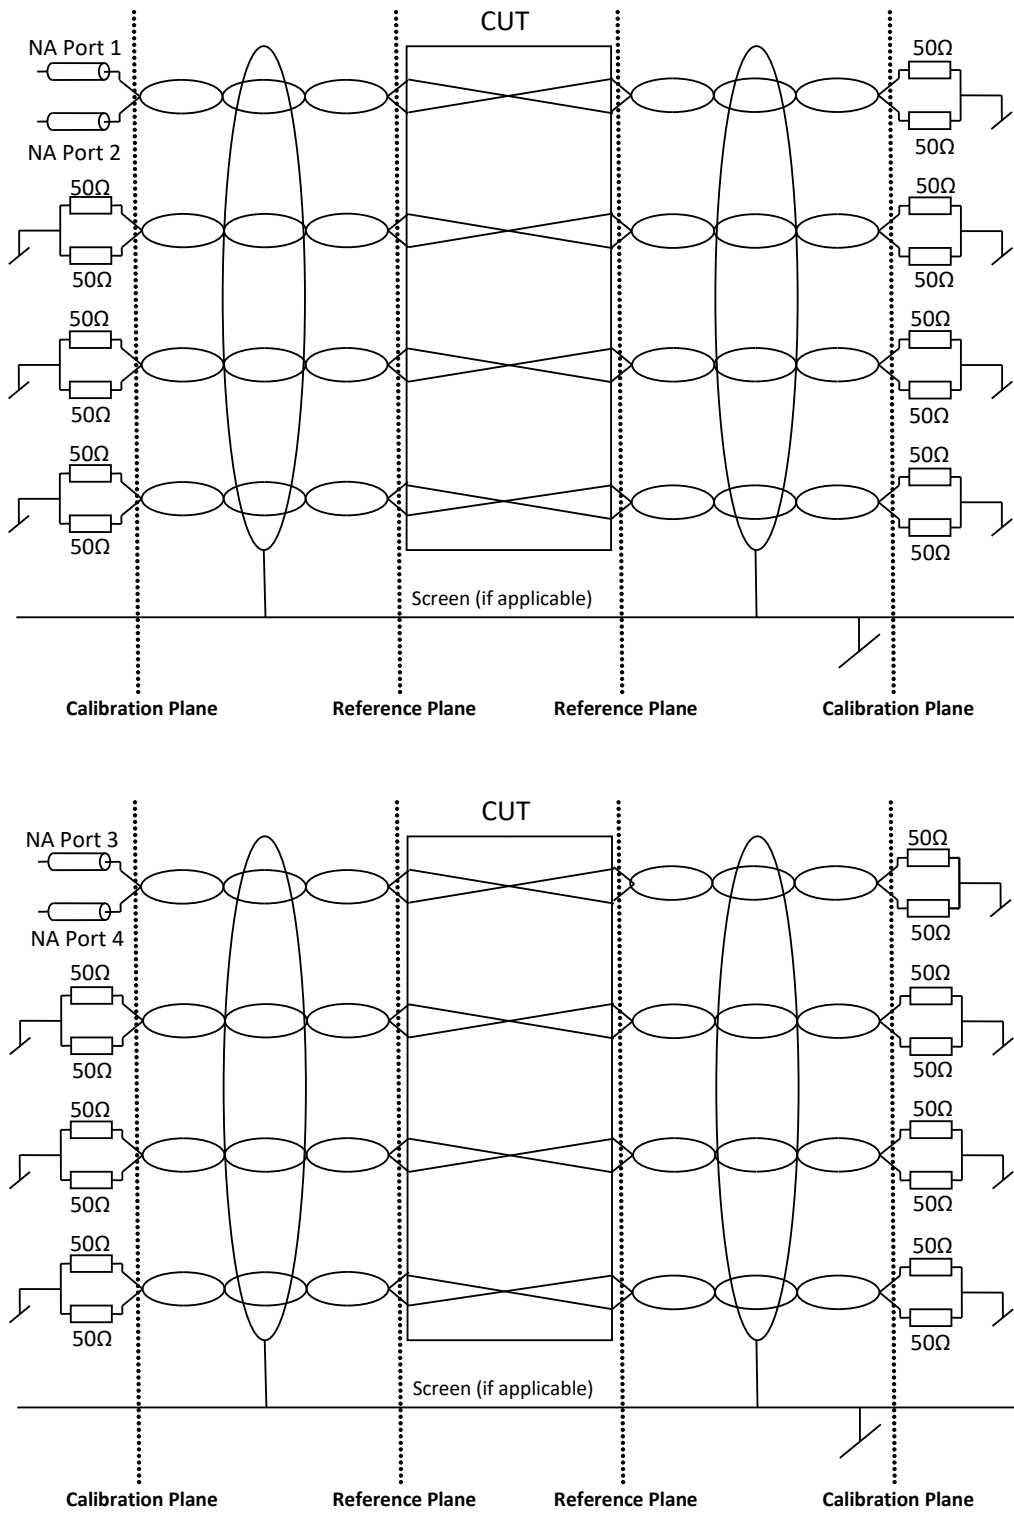 CUT
NA Port 1
50Ω
50Ω
NA Port 2
50Ω
50Ω
50Ω
50Ω
50Ω
50Ω
50Ω
50Ω
50Ω
50Ω
50Ω
50Ω
50Ω
Screen (if applicable)
Calibration Plane
Reference Plane
Reference Plane
Calibration Plane
CUT
NA Port 3
50Ω
NA Port 4
50Ω
50Ω
50Ω
50Ω
50Ω
50Ω
50Ω
50Ω
50Ω
50Ω
50Ω
50Ω
50Ω
Screen (if applicable)
Calibration Plane
Reference Plane
Reference Plane
Calibration Plane